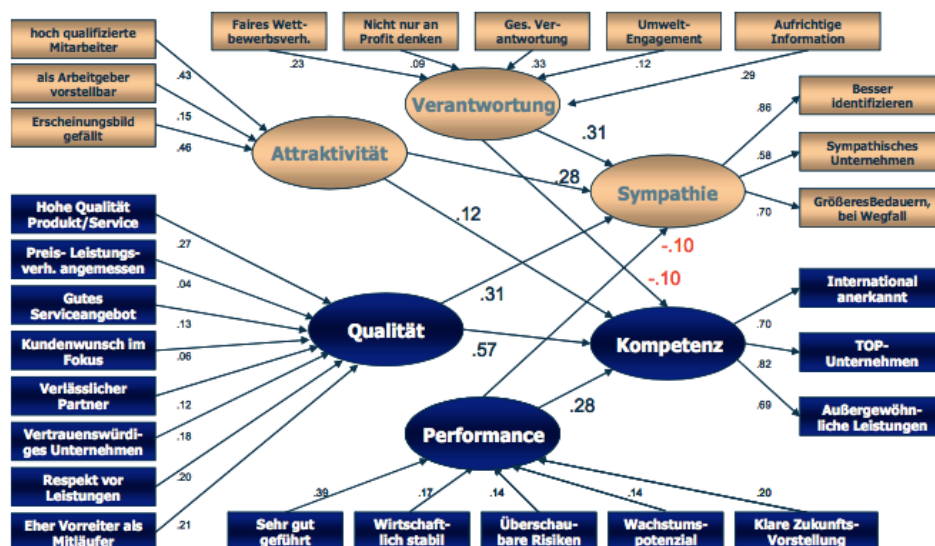 hoch qualifizierte
Mitarbeiter
Faires Wett-
bewerbsverh.
Nicht nur an
Profit denken
Ges. Ver-
antwortung
Umwelt-
Engagement
Aufrichtige
Information
.23
.09
.33
.12
.29
.43
als Arbeitgeber
vorstellbar
.15
Erscheinungsbild
gefällt
.46
Verantwortung
Attraktivität
.31
.28
.12
Sympathie
.86
Besser
identifizieren
.58
Sympathisches
Unternehmen
.70
GrößeresBedauern,
bei Wegfall
-.10
-.10
Hohe Qualität
Produkt/Service
.27
Preis- Leistungs-
verh. angemessen
.04
Gutes
Serviceangebot
.13
Kundenwunsch im
Fokus
.06
Verlässlicher
Partner
.12
Vertrauenswürdi-
ges Unternehmen
.18
Respekt vor
Leistungen
.20
Eher Vorreiter als
Mitläufer
.21
Qualität
.31
.57
Kompetenz
.28
Performance
International
anerkannt
.70
TOP-
Unternehmen
.82
Außergewöhn-
liche Leistungen
.69
.39
.17
.14
.14
.20
Sehr gut
geführt
Wirtschaft-
lich stabil
Überschau-
bare Risiken
Wachstums-
potenzial
Klare Zukunfts-
Vorstellung